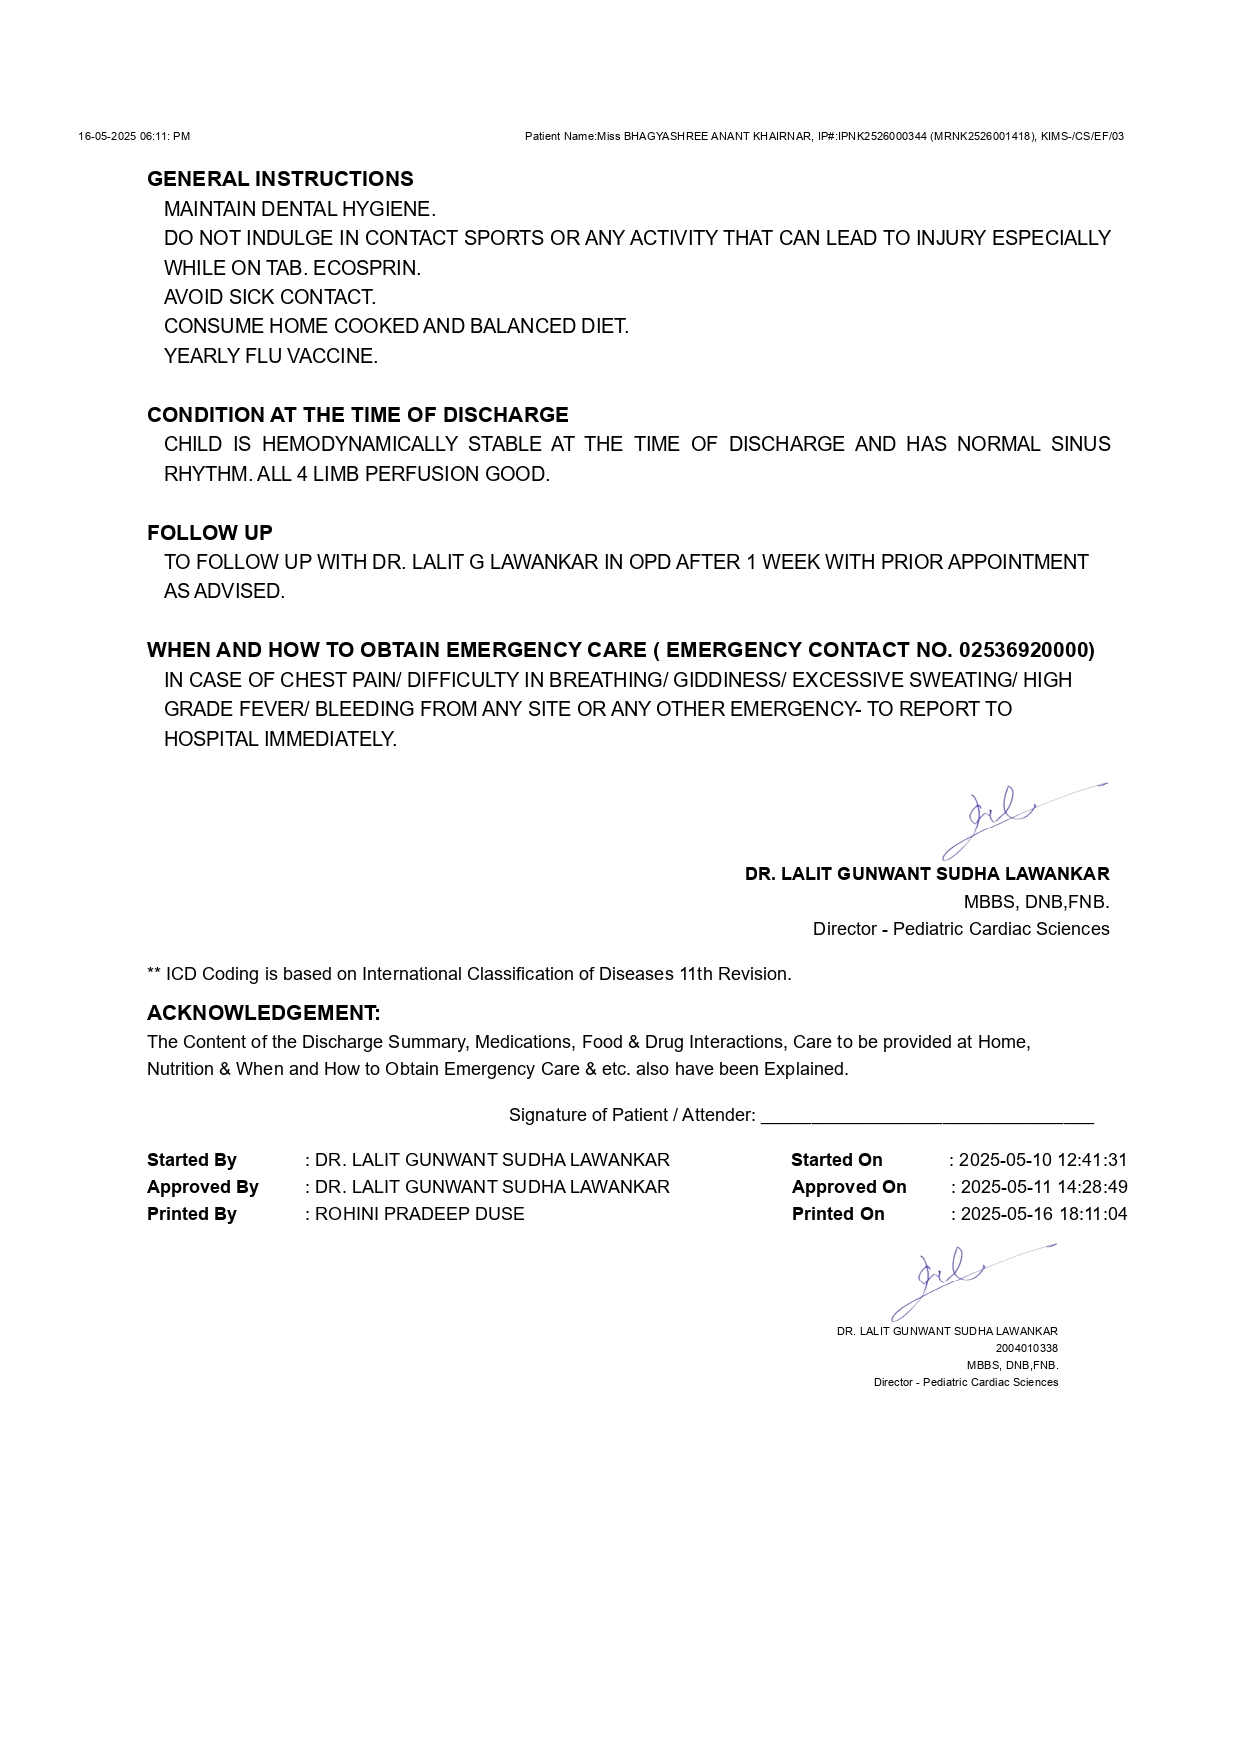 16-05-2025 06:11: PM
Patient Name:Miss BHAGYASHREE ANANT KHAIRNAR, IP#:IPNK2526000344 (MRNK2526001418), KIMS-/CS/EF/03
GENERAL INSTRUCTIONS
MAINTAIN DENTAL HYGIENE.
DO NOT INDULGE IN CONTACT SPORTS OR ANY ACTIVITY THAT CAN LEAD TO INJURY ESPECIALLY
WHILE ON TAB. ECOSPRIN.
AVOID SICK CONTACT.
CONSUME HOME COOKED AND BALANCED DIET.
YEARLY FLU VACCINE.
CONDITION AT THE TIME OF DISCHARGE
CHILD IS HEMODYNAMICALLY STABLE AT THE TIME OF DISCHARGE AND HAS NORMAL SINUS
RHYTHM. ALL 4 LIMB PERFUSION GOOD.
FOLLOW UP
TO FOLLOW UP WITH DR. LALIT G LAWANKAR IN OPD AFTER 1 WEEK WITH PRIOR APPOINTMENT
AS ADVISED.
WHEN AND HOW TO OBTAIN EMERGENCY CARE ( EMERGENCY CONTACT NO. 02536920000)
IN CASE OF CHEST PAIN/ DIFFICULTY IN BREATHING/ GIDDINESS/ EXCESSIVE SWEATING/ HIGH
GRADE FEVER/ BLEEDING FROM ANY SITE OR ANY OTHER EMERGENCY- TO REPORT TO
HOSPITAL IMMEDIATELY.
DR. LALIT GUNWANT SUDHA LAWANKAR
MBBS, DNB,FNB.
Director - Pediatric Cardiac Sciences
** ICD Coding is based on International Classification of Diseases 11th Revision.
ACKNOWLEDGEMENT:
The Content of the Discharge Summary, Medications, Food & Drug Interactions, Care to be provided at Home,
Nutrition & When and How to Obtain Emergency Care & etc. also have been Explained.
Signature of Patient / Attender: __________________________________
Started By : DR. LALIT GUNWANT SUDHA LAWANKAR Started On : 2025-05-10 12:41:31
Approved By : DR. LALIT GUNWANT SUDHA LAWANKAR Approved On : 2025-05-11 14:28:49
Printed By : ROHINI PRADEEP DUSE Printed On : 2025-05-16 18:11:04
DR. LALIT GUNWANT SUDHA LAWANKAR
2004010338
MBBS, DNB,FNB.
Director - Pediatric Cardiac Sciences